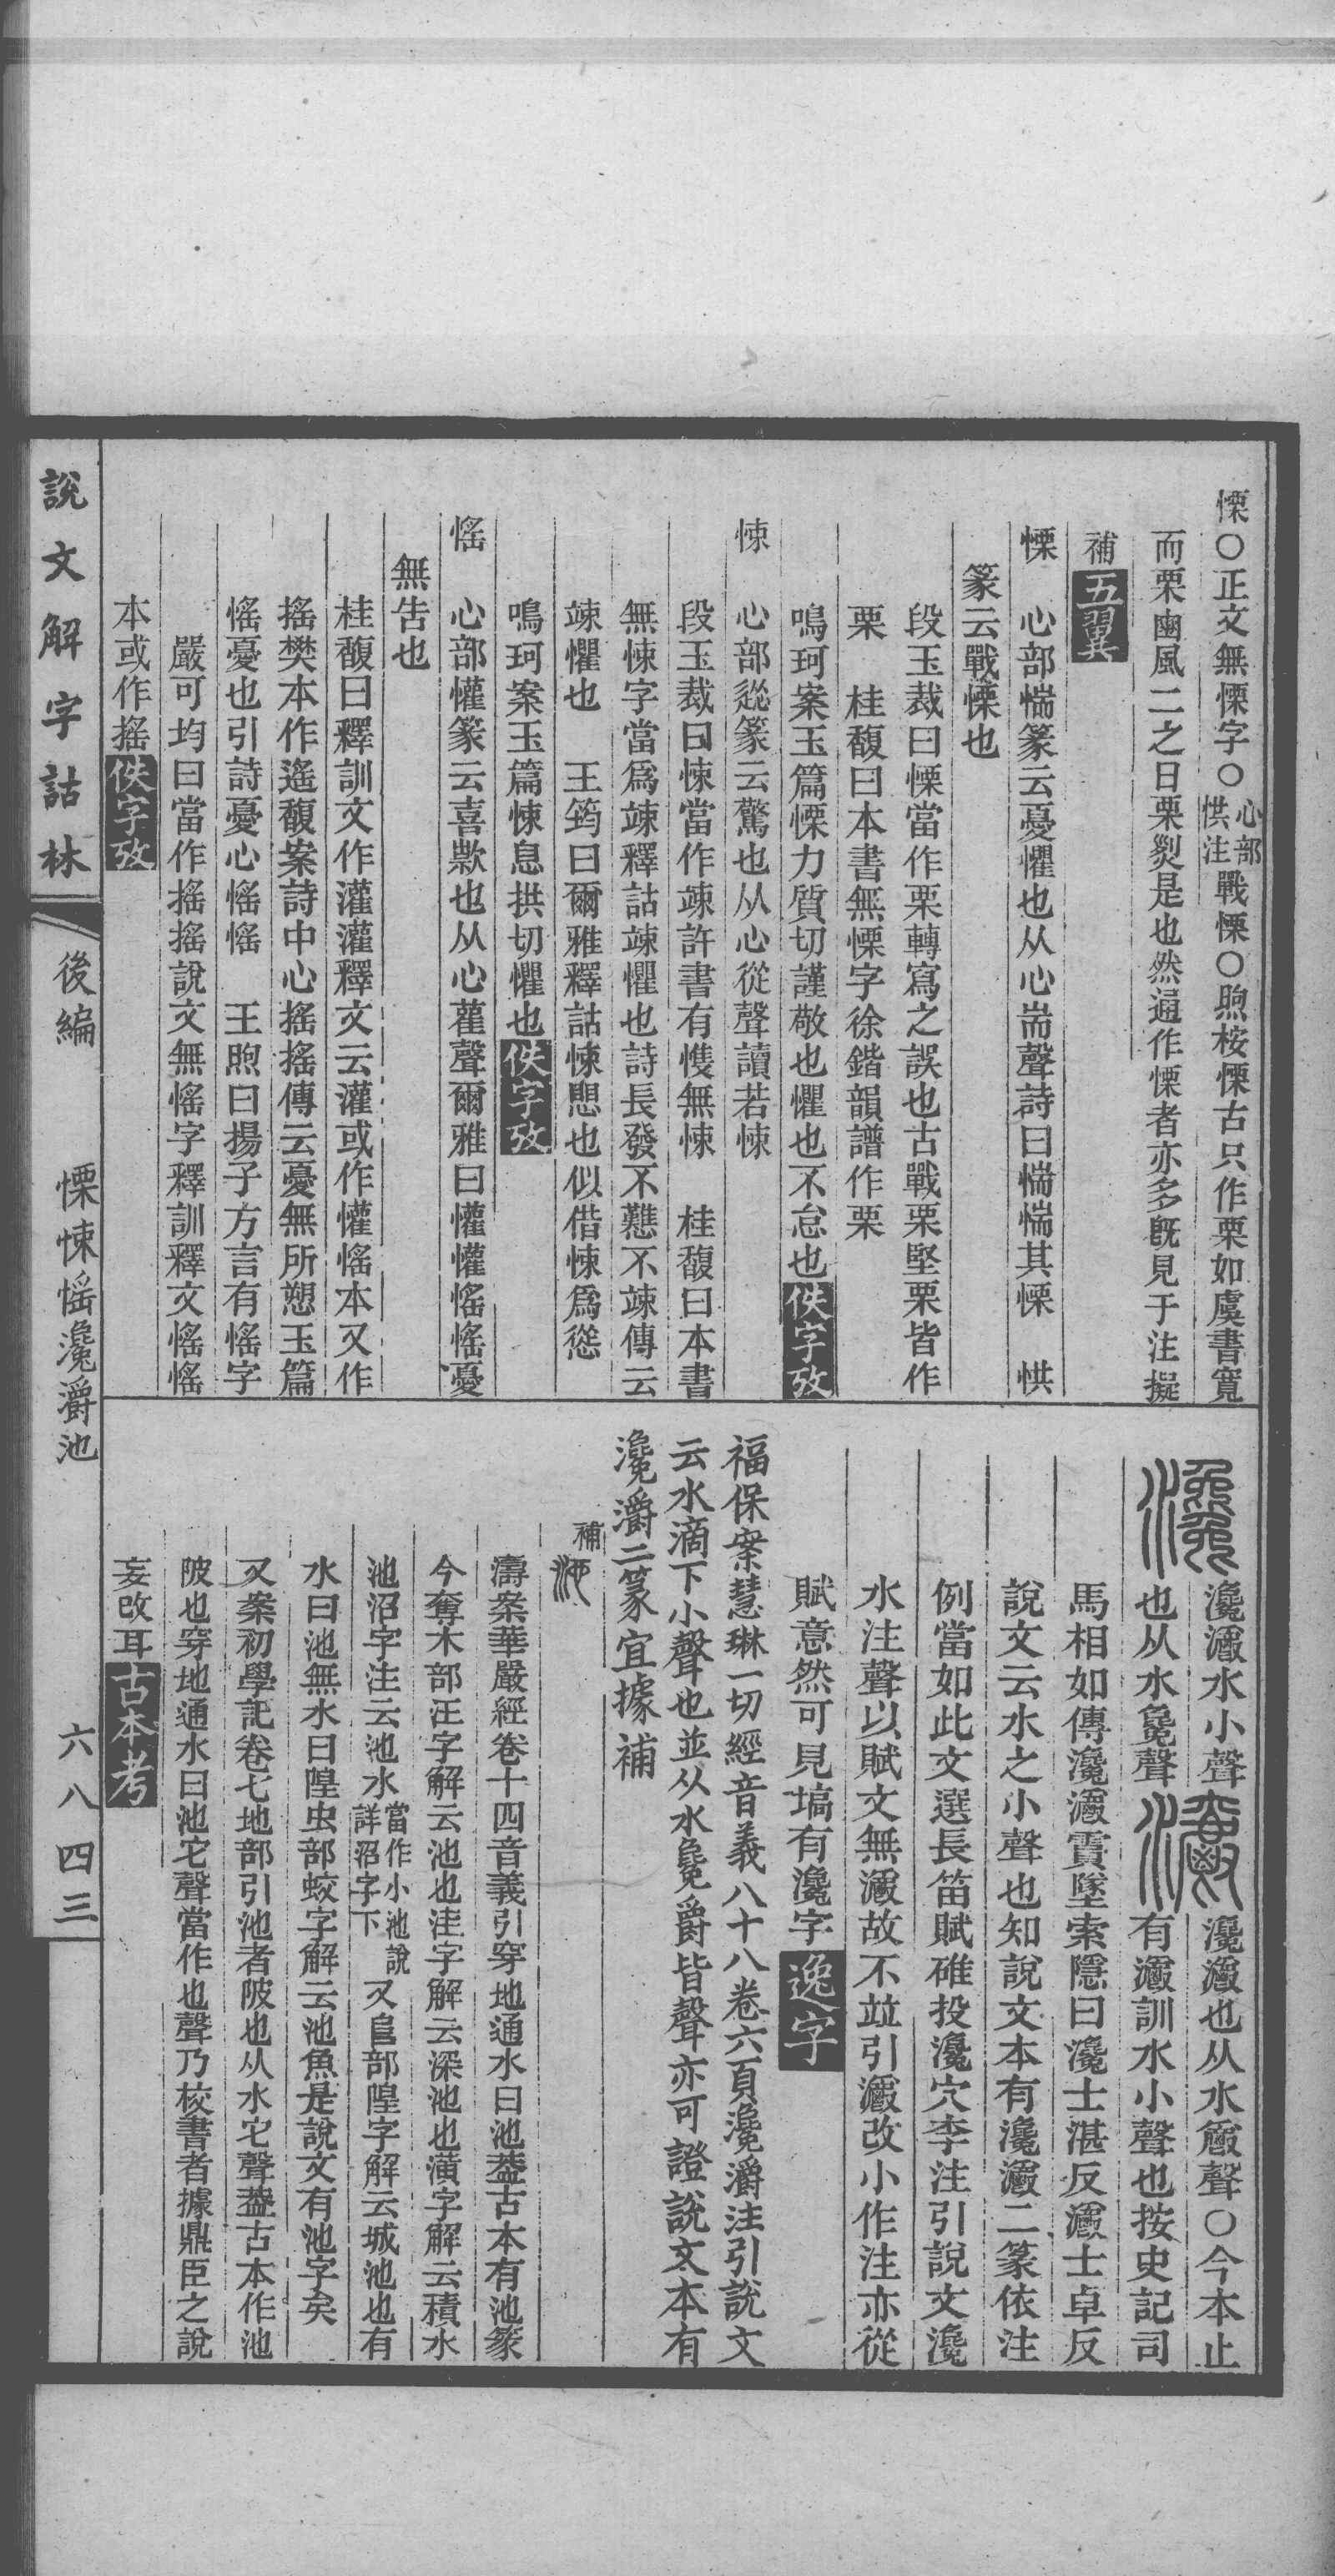 慄〇正文無慄字〇心部㤨注戰慄〇煦桉慄古只作栗如虞書寬
而栗豳風二之日栗烈是也然通作慄者亦多旣見于注擬
補五翼
慄　心部惴篆云憂懼也从心耑聲詩曰惴惴其慄　㤨
篆云戰慄也
段玉裁曰慄當作栗轉寫之誤也古戰栗堅栗皆作
栗　桂馥曰本書無慄字徐鍇韻譜作栗
鳴珂案玉篇慄力質切謹敬也懼也不怠也佚字攷
悚　心部㞞篆云驚也从心從聲讀若悚
段玉裁曰悚當作竦許書有愯無悚　桂馥曰本書
無悚字當爲竦釋詁竦懼也詩長發不戁不竦傳云
竦懼也　王筠曰爾雅釋詁悚愳也似借悚爲㞞
鳴珂案玉篇悚息拱切懼也佚字攷
愮　心部懽篆云喜款也从心雚聲爾雅曰懽懽愮愮憂
無告也
桂馥曰釋訓文作灌灌釋文云灌或作懽愮本又作
搖樊本作遙馥案詩中心搖搖傳云憂無所愬玉篇
愮憂也引詩憂心愮愮　王煦曰揚子方言有愮字
嚴可均曰當作搖搖說文無愮字釋訓釋文愮愮
本或作搖佚字攷
瀺灂水小聲
也从水毚聲
瀺灂也从水爵聲〇今本止
有灂訓水小聲也按史記司
馬相如傳瀺灂霣墜索隱曰瀺士湛反灂士卓反
說文云水之小聲也知說文本有瀺灂二篆依注
例當如此文選長笛賦碓投瀺穴李注引說文瀺
水注聲以賦文無灂故不竝引灂改小作注亦從
賦意然可見塙有瀺字逸字
福保案慧琳一切經音義八十八卷六頁瀺灂注引說文
云水滴下小聲也並从水毚爵皆聲亦可證說文本有
瀺灂二篆宜據補
補池
濤案華嚴經卷十四音義引穿地通水曰池葢古本有池篆
今奪木部汪字解云池也洼字解云深池也潢字解云積水
池沼字注云池水當作小池說詳沼字下又𨸏部隍字解云城池也有
水曰池無水曰隍虫部蛟字解云池魚是說文有池字矣
又案初學記卷七地部引池者陂也从水它聲葢古本作池
陂也穿地通水曰池它聲當作也聲乃校書者據鼎臣之說
妄改耳古本考
說文解字詁林　後編　慄悚愮瀺灂池　六八四三